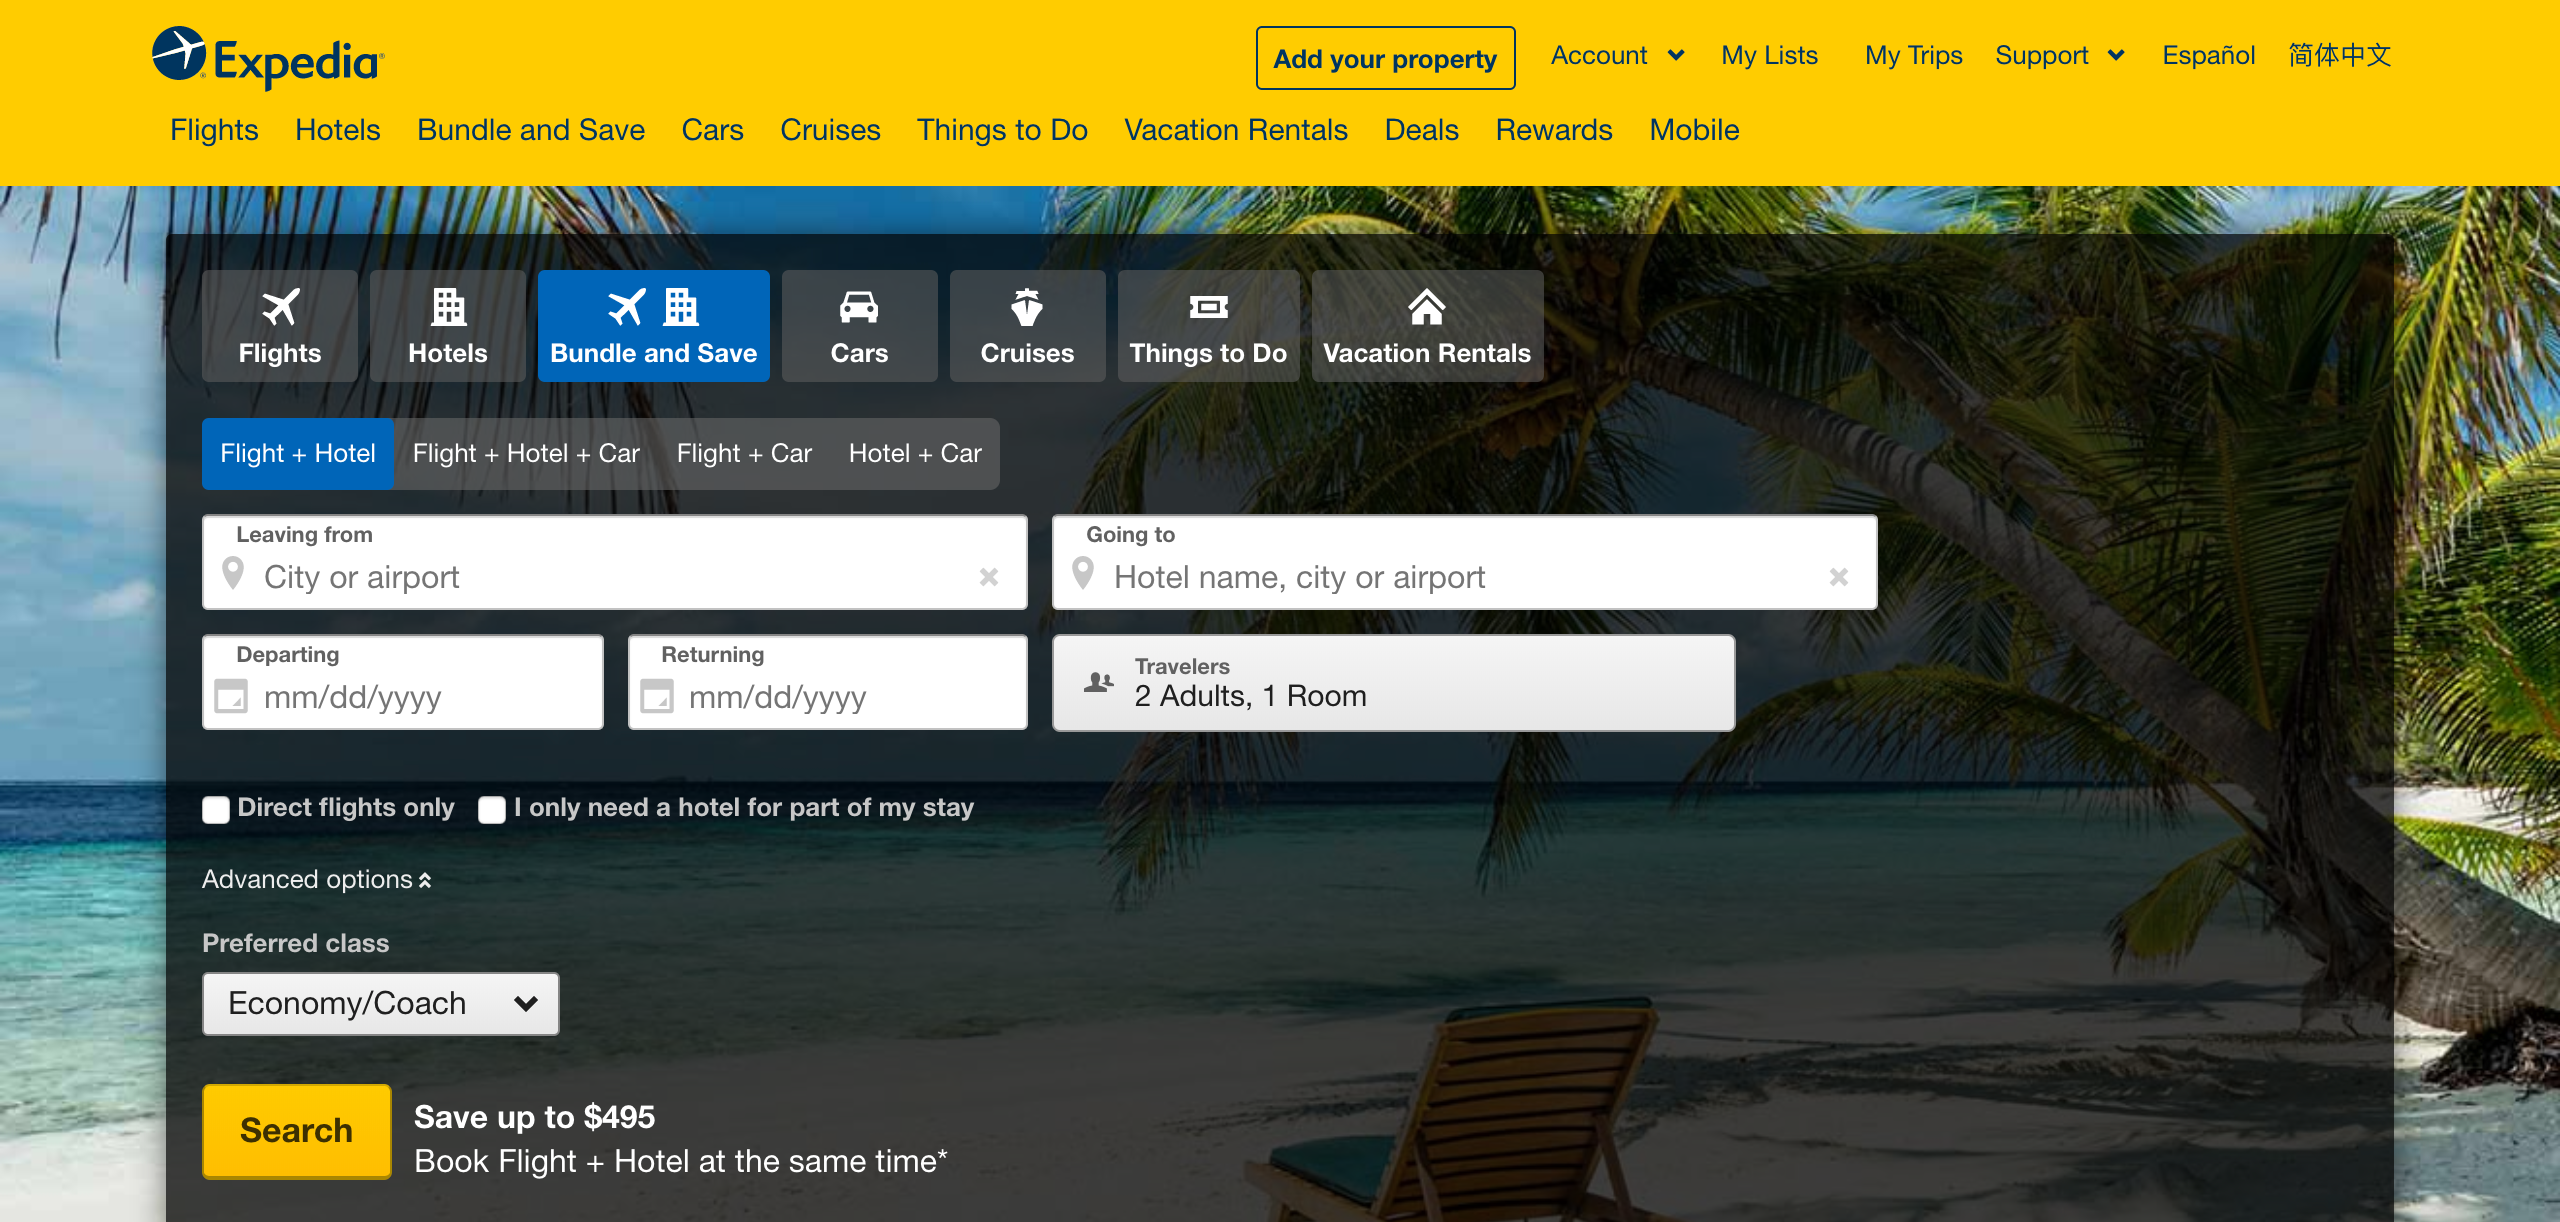 Expedia
Add your property Account My Lists My Trips Support Español 简体中文
Flights Hotels Bundle and Save Cars Cruises Things to Do Vacation Rentals Deals Rewards Mobile
Flights Hotels Bundle and Save Cars Cruises Things to Do Vacation Rentals
Flight + Hotel Flight + Hotel + Car Flight + Car Hotel + Car
Leaving from Going to
City or airport Hotel name, city or airport
Departing Returning Travelers
mm/dd/yyyy mm/dd/yyyy 2 Adults, 1 Room
Direct flights only I only need a hotel for part of my stay
Advanced options
Preferred class
Economy/Coach
Search
Save up to $495
Book Flight + Hotel at the same time*